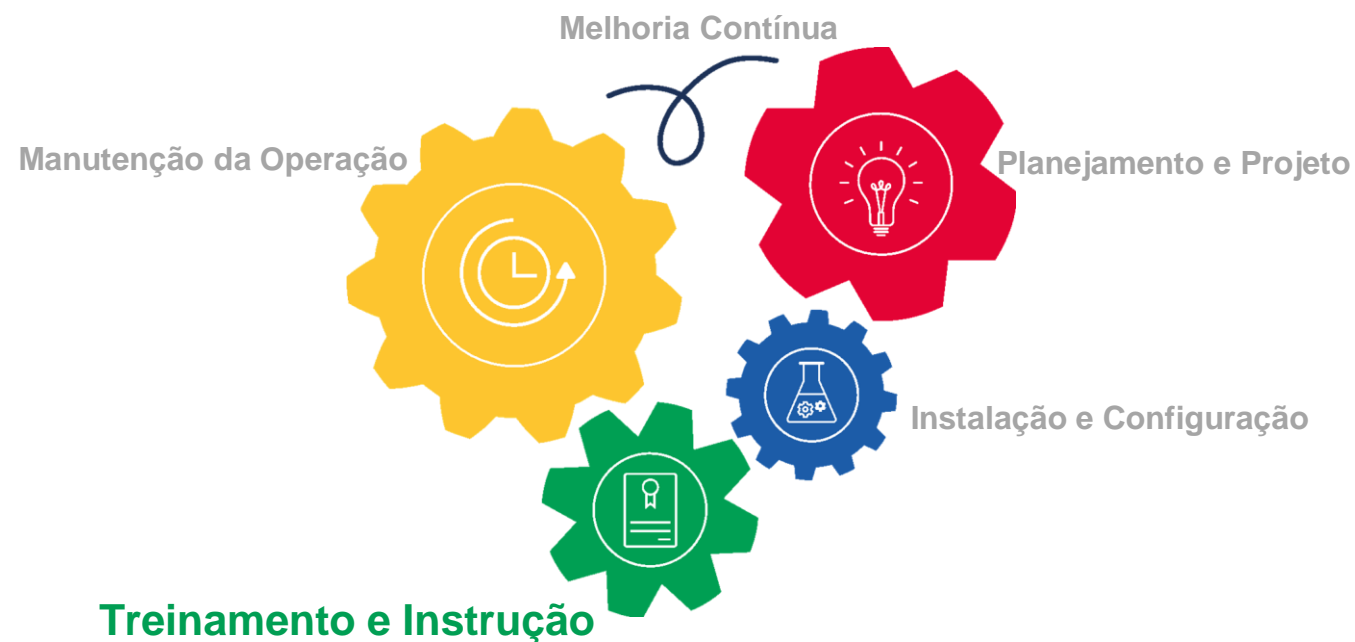 Melhoria Contínua
Manutenção da Operação
Planejamento e Projeto
Instalação e Configuração
Treinamento e Instrução